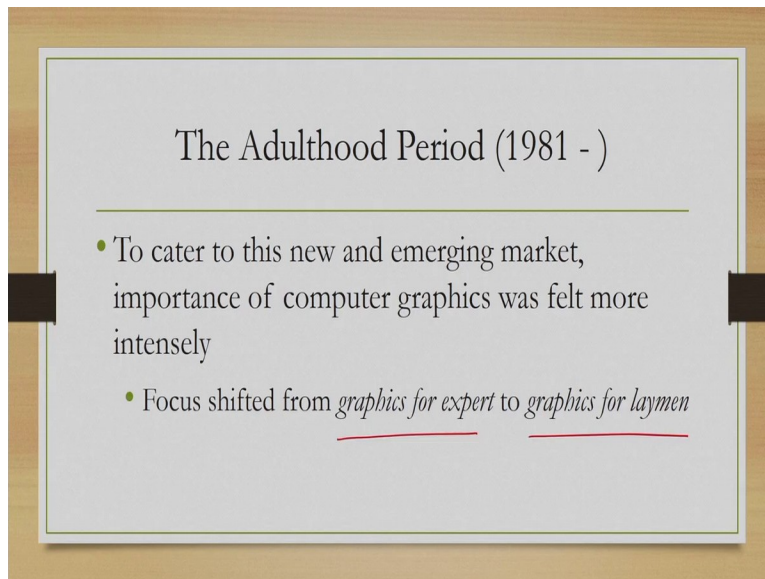 The Adulthood Period (1981 - )
• To cater to this new and emerging market,
importance of computer graphics was felt more
intensely
• Focus shifted from graphics for expert to graphics for laymen